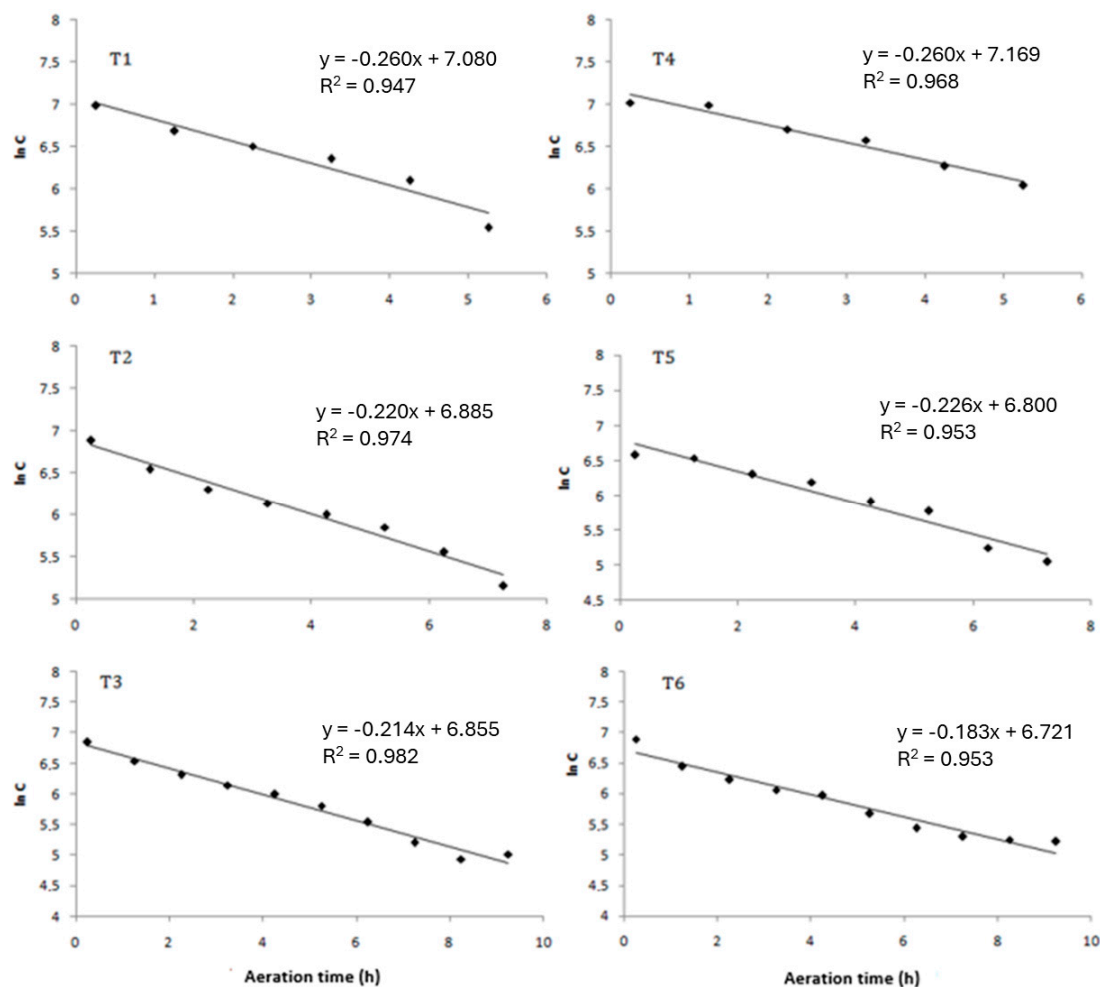 T1
y = -0.260x + 7.080
R² = 0.947
ln C
8
7.5
7
6.5
6
5.5
5
0 1 2 3 4 5 6
T4
y = -0.260x + 7.169
R² = 0.968
ln C
8
7.5
7
6.5
6
5.5
5
0 1 2 3 4 5 6
T2
y = -0.220x + 6.885
R² = 0.974
ln C
8
7.5
7
6.5
6
5.5
5
0 2 4 6 8
T5
y = -0.226x + 6.800
R² = 0.953
ln C
8
7.5
7
6.5
6
5.5
5
4.5
0 2 4 6 8
T3
y = -0.214x + 6.855
R² = 0.982
ln C
8
7.5
7
6.5
6
5.5
5
4.5
4
0 2 4 6 8 10
Aeration time (h)
T6
y = -0.183x + 6.721
R² = 0.953
ln C
8
7.5
7
6.5
6
5.5
5
4.5
4
0 2 4 6 8 10
Aeration time (h)